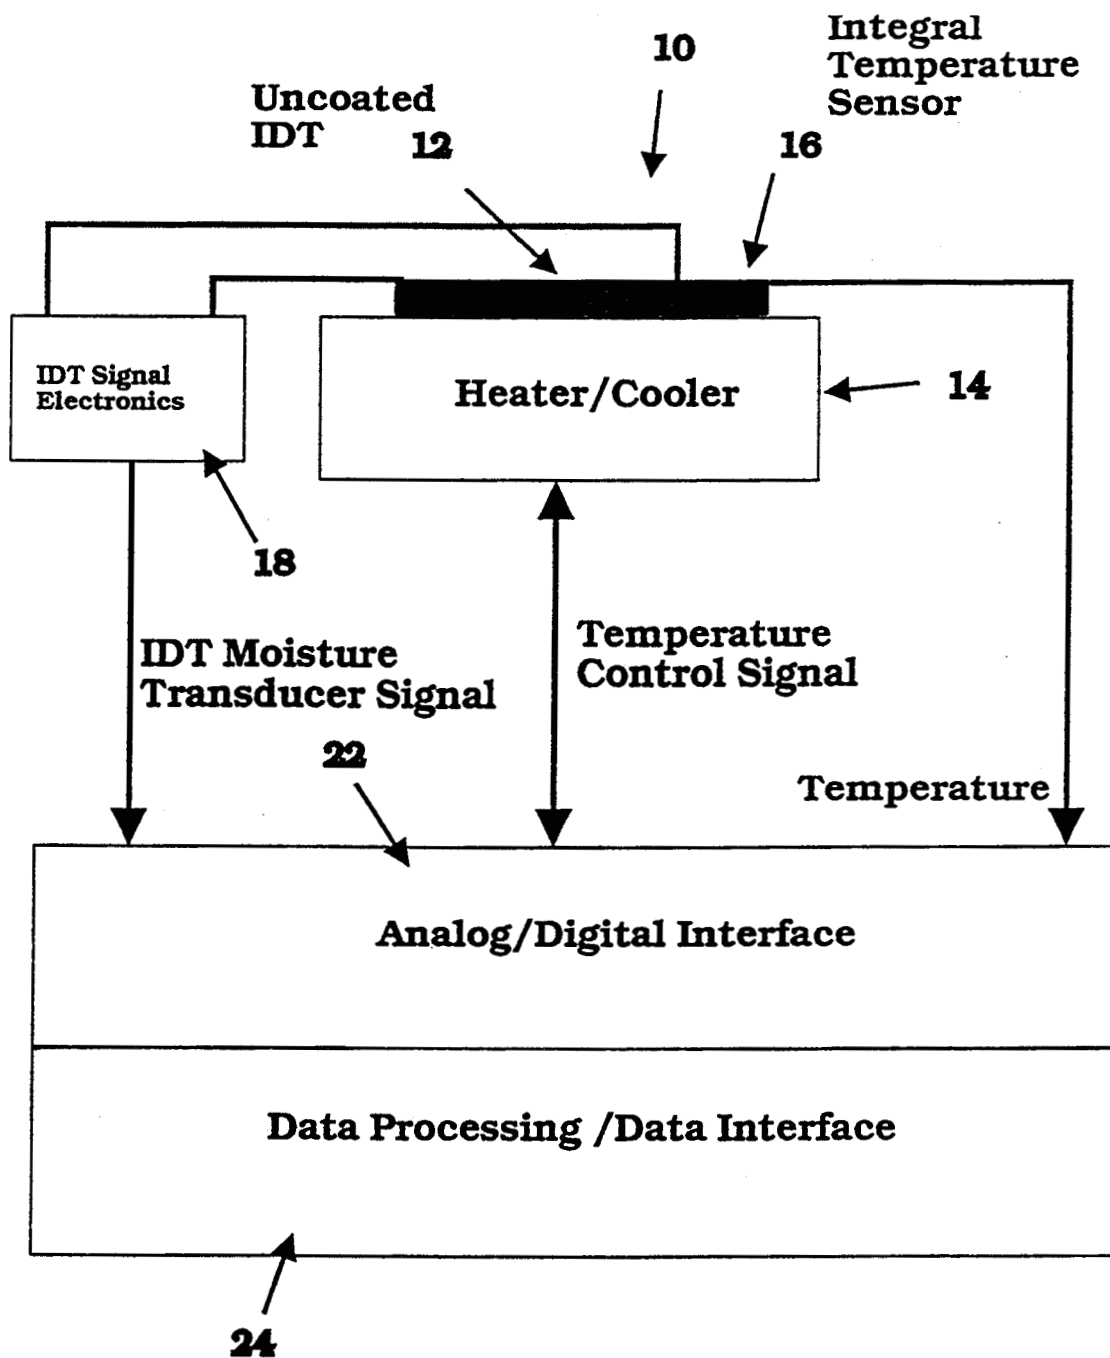 10
Integral
Temperature
Sensor
Uncoated
IDT
12
16
IDT Signal
Electronics
Heater/Cooler
14
18
IDT Moisture
Transducer Signal
Temperature
Control Signal
22
Temperature
Analog/Digital Interface
Data Processing /Data Interface
24